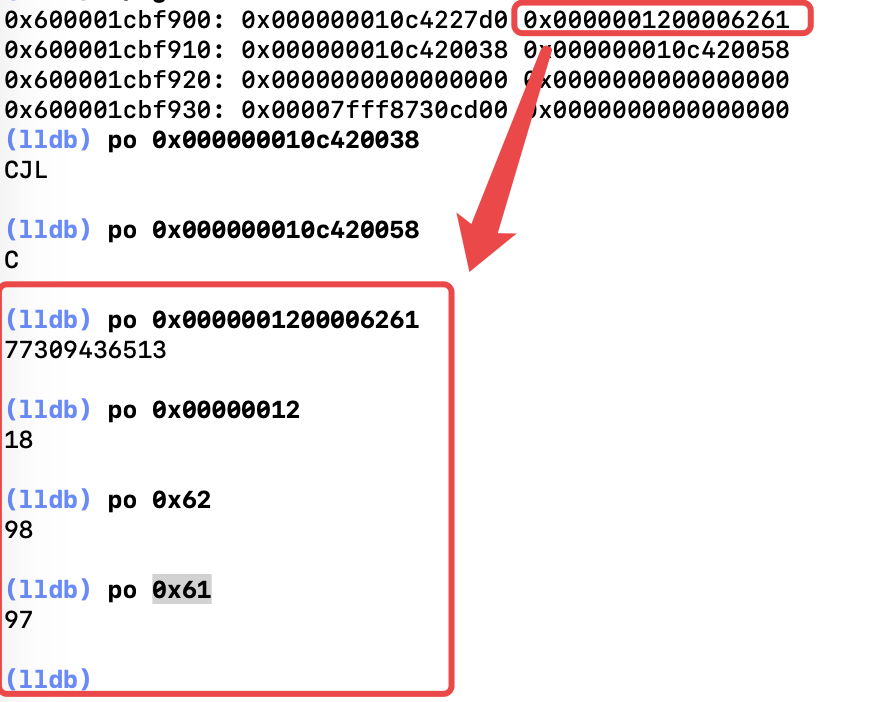 0x600001cbf900: 0x000000010c4227d0 0x0000001200006261
0x600001cbf910: 0x000000010c420038 0x000000010c420058
0x600001cbf920: 0x0000000000000000 0x0000000000000000
0x600001cbf930: 0x00007fff8730cd00 0x0000000000000000
(lldb) po 0x000000010c420038
CJL
(lldb) po 0x000000010c420058
C
(lldb) po 0x0000001200006261
77309436513
(lldb) po 0x00000012
18
(lldb) po 0x62
98
(lldb) po 0x61
97
(lldb)